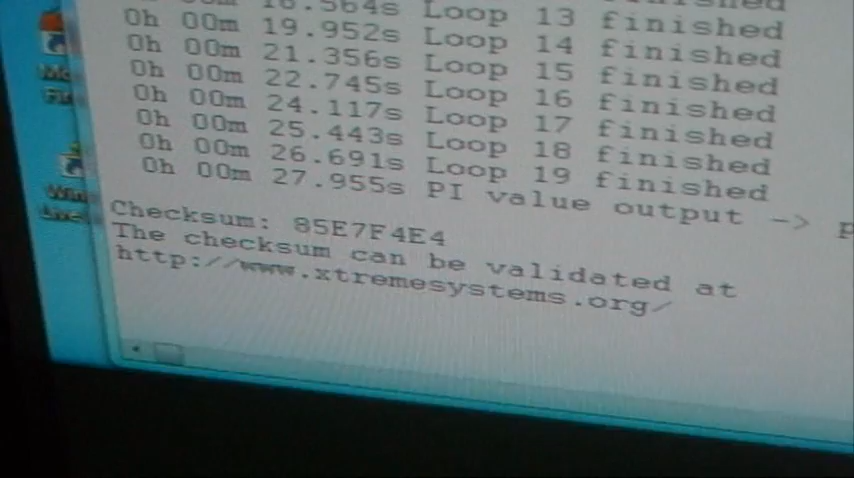 Loop 13 finished
0h 00m 19.952s Loop 14 finished
0h 00m 21.356s Loop 15 finished
0h 00m 22.745s Loop 16 finished
0h 00m 24.117s Loop 17 finished
0h 00m 25.443s Loop 18 finished
0h 00m 26.691s Loop 19 finished
0h 00m 27.955s PI value output -> p
Checksum: 85E7F4E4
The checksum can be validated at
http://www.xtremesystems.org/